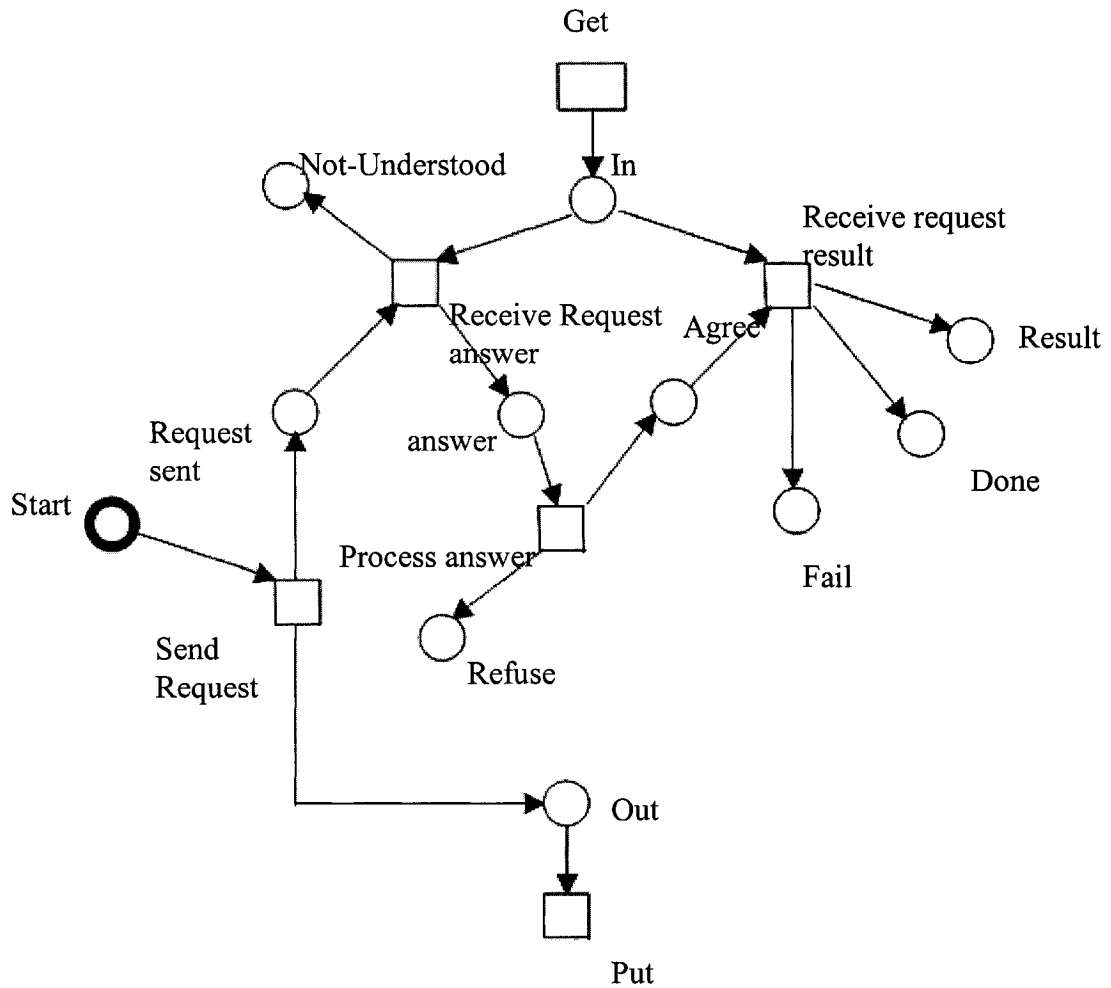 Get
Not-Understood
In
Receive request
result
Receive Request
answer
Agree
Result
Request
sent
answer
Done
Start
Process answer
Fail
Send
Request
Refuse
Out
Put